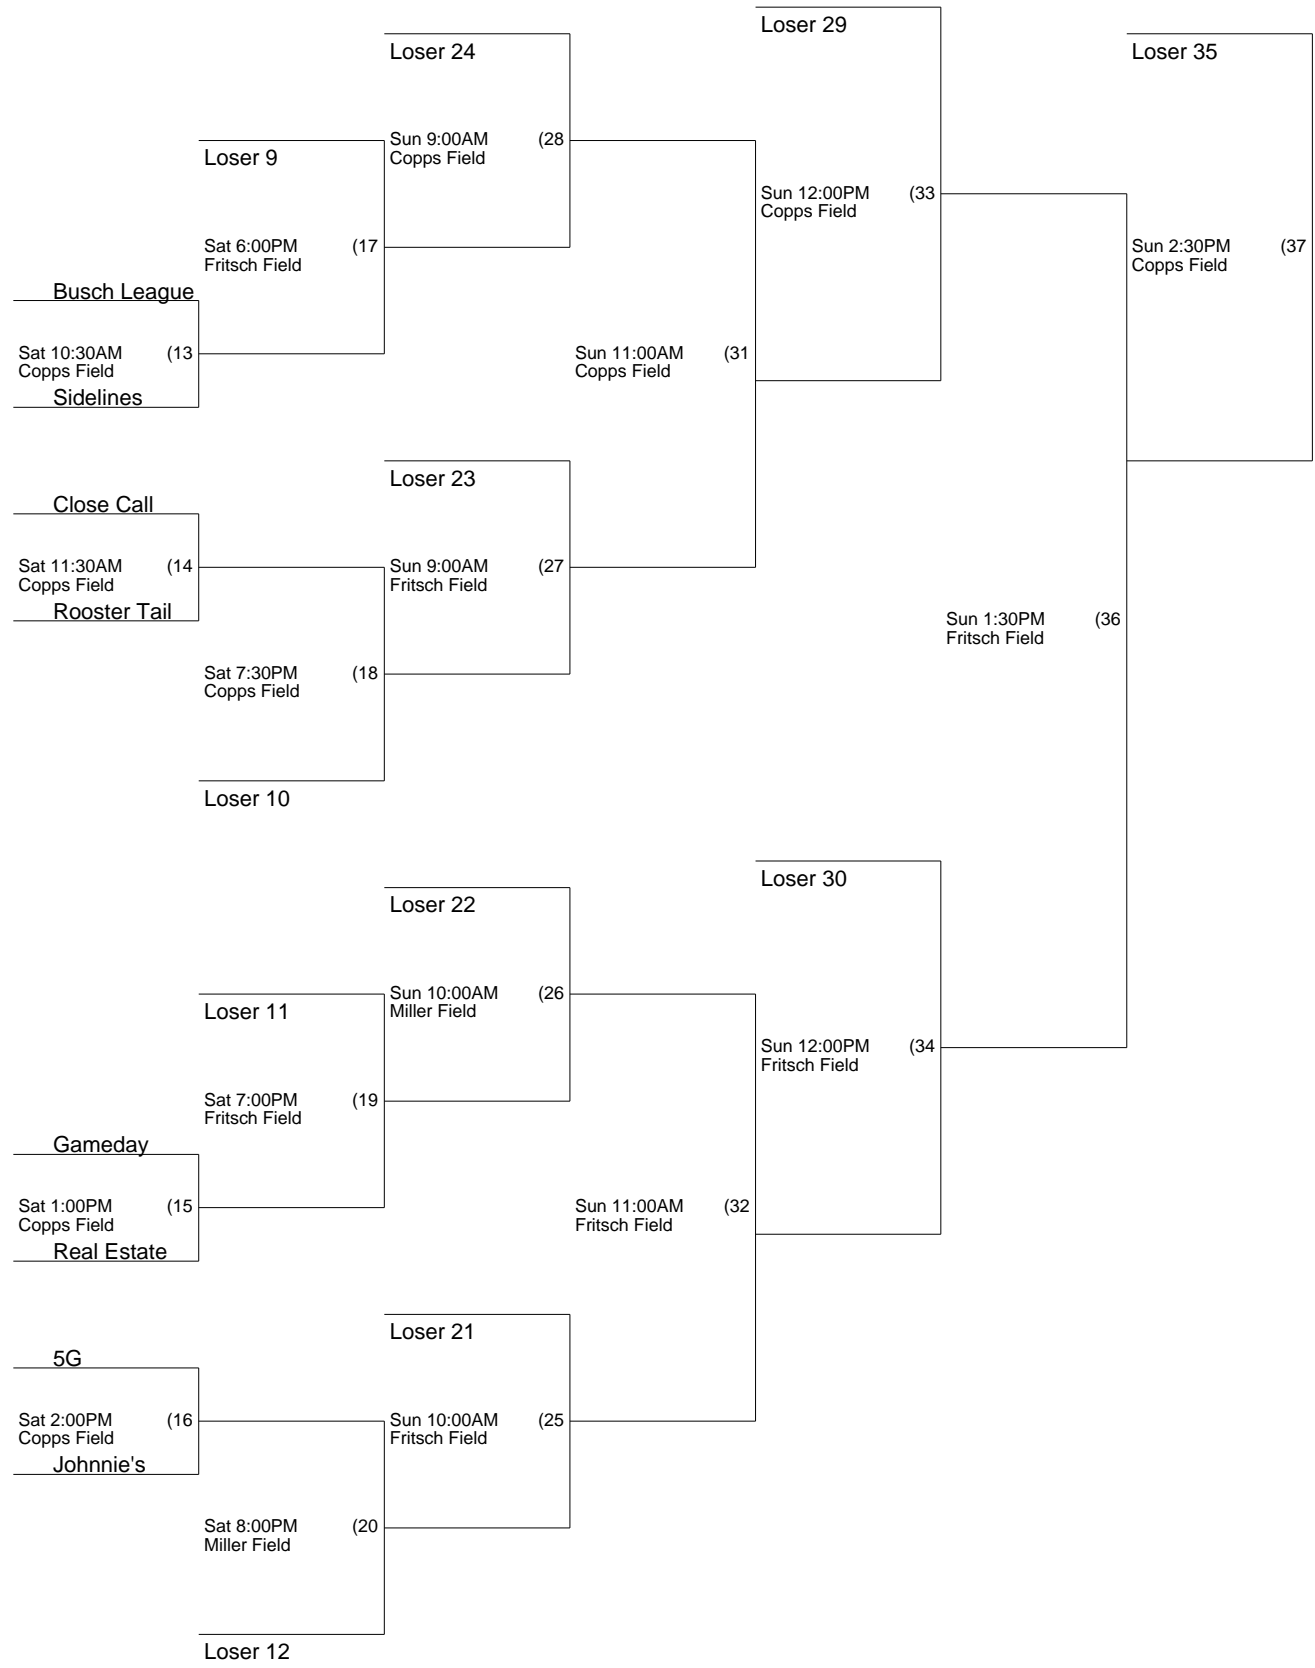 Loser 29
Loser 24
Loser 35
Sun 9:00AM (28
Copps Field
Loser 9
Sun 12:00PM (33
Copps Field
Sat 6:00PM (17
Fritsch Field
Sun 2:30PM (37
Copps Field
Busch League
Sat 10:30AM (13
Copps Field
Sun 11:00AM (31
Copps Field
Sidelines
Loser 23
Close Call
Sat 11:30AM (14
Copps Field
Sun 9:00AM (27
Fritsch Field
Rooster Tail
Sun 1:30PM (36
Fritsch Field
Sat 7:30PM (18
Copps Field
Loser 10
Loser 30
Loser 22
Sun 10:00AM (26
Miller Field
Loser 11
Sun 12:00PM (34
Fritsch Field
Sat 7:00PM (19
Fritsch Field
Gameday
Sat 1:00PM (15
Copps Field
Sun 11:00AM (32
Fritsch Field
Real Estate
Loser 21
5G
Sat 2:00PM (16
Copps Field
Sun 10:00AM (25
Fritsch Field
Johnnie's
Sat 8:00PM (20
Miller Field
Loser 12